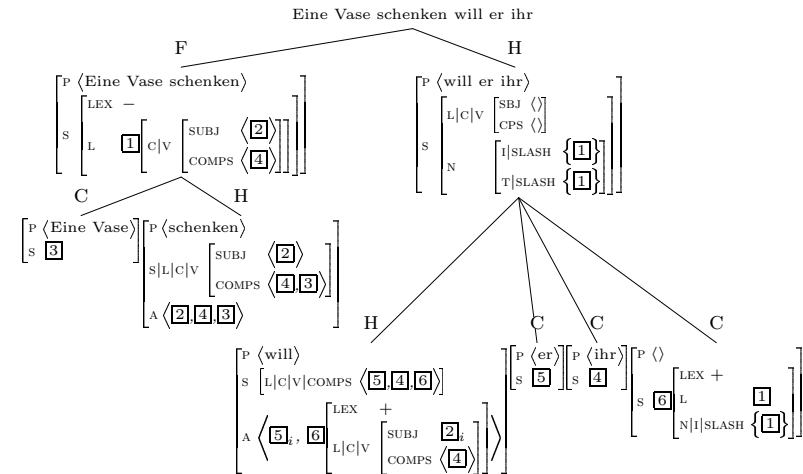 Eine Vase schenken will er ihr
F H
P ⟨Eine Vase schenken⟩
LEX −
S
L 1 C|V SUBJ ⟨2⟩
COMPS ⟨4⟩
P ⟨will er ihr⟩
L|C|V SBJ ⟨⟩
CPS ⟨⟩
S
N I|SLASH {1}
T|SLASH {1}
C H
P ⟨Eine Vase⟩
S 3
P ⟨schenken⟩
S|L|C|V SUBJ ⟨2⟩
COMPS ⟨4,3⟩
A ⟨2,4,3⟩
H C C C
P ⟨will⟩
S [L|C|V|COMPS ⟨5,4,6⟩]
A ⟨5i, 6 LEX +
L|C|V SUBJ 2i
COMPS ⟨4⟩ ⟩
P ⟨er⟩
S 5
P ⟨ihr⟩
S 4
P ⟨⟩
S 6 LEX +
L 1
N|I|SLASH {1}